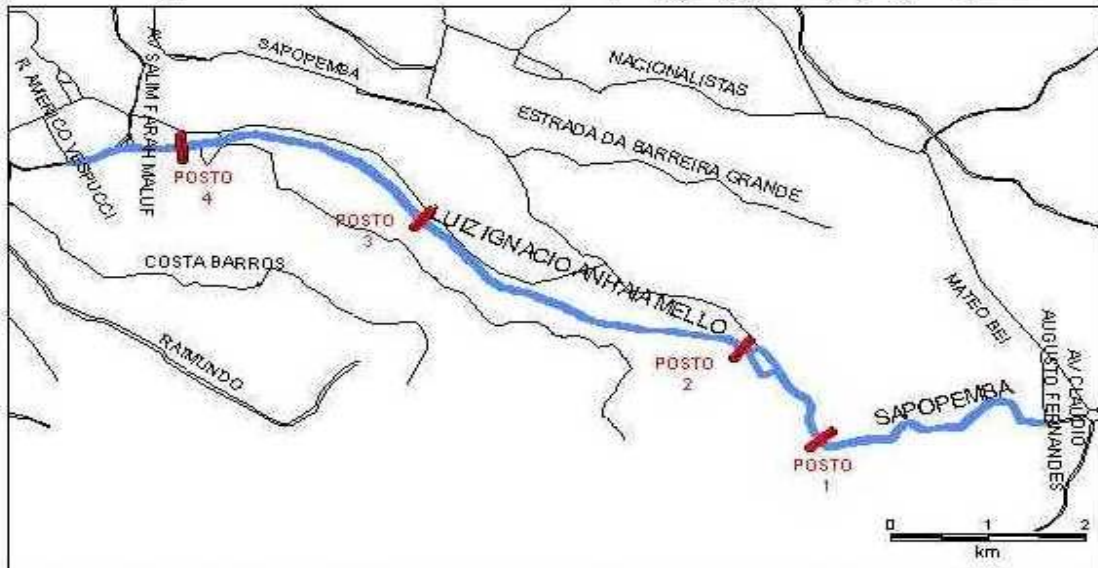 AV SALIM FARAH MALUF
R. AMERICO VESPUCCI
SAPOPEMBA
NACIONALISTAS
ESTRADA DA BARREIRA GRANDE
POSTO
4
POSTO
3
LUIZ IGNACIO ANHAIA MELLO
COSTA BARROS
RAIMUNDO
MATEO BEI
POSTO
2
SAPOPEMBA
AV CLAUDIO
AUGUSTO FERNANDES
POSTO
1
0 1 2
km